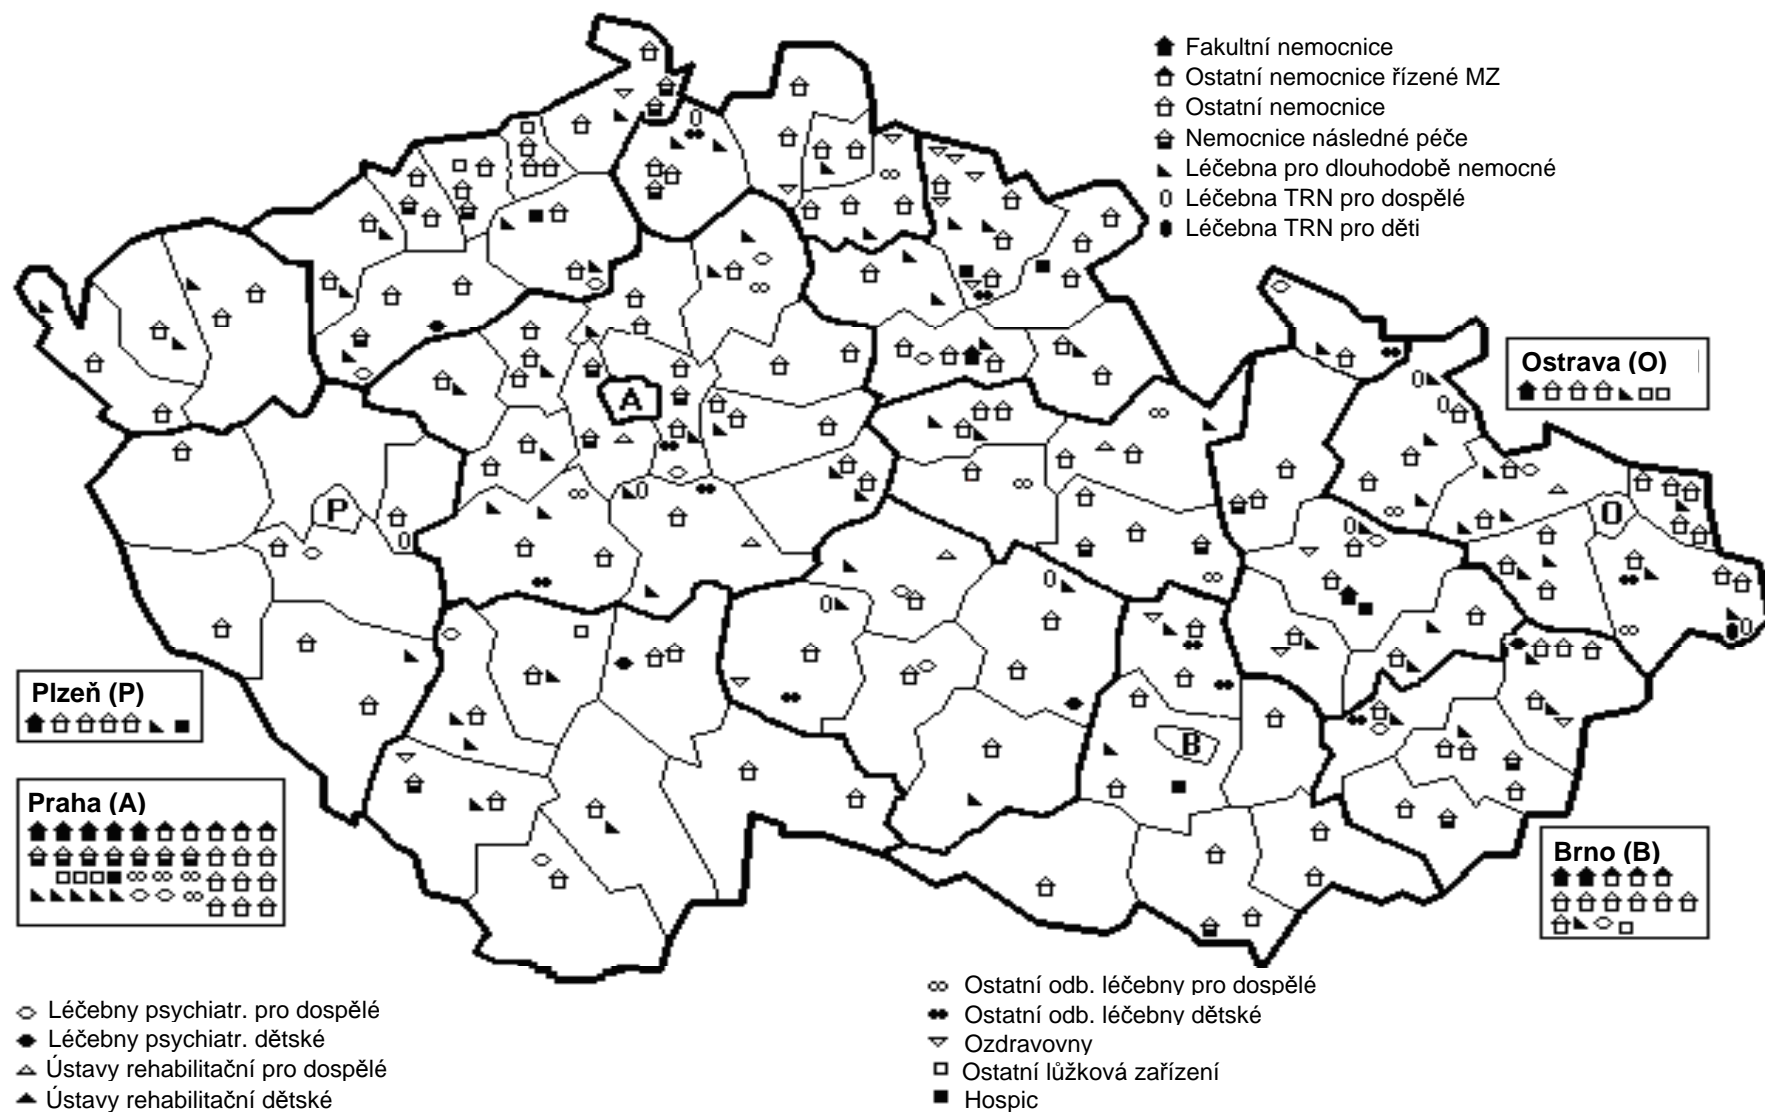 Fakultní nemocnice
Ostatní nemocnice řízené MZ
Ostatní nemocnice
Nemocnice následné péče
Léčebna pro dlouhodobě nemocné
Léčebna TRN pro dospělé
Léčebna TRN pro děti
Ostrava (O)
A
P
O
B
Plzeň (P)
Praha (A)
Brno (B)
Léčebny psychiatr. pro dospělé
Léčebny psychiatr. dětské
Ústavy rehabilitační pro dospělé
Ústavy rehabilitační dětské
Ostatní odb. léčebny pro dospělé
Ostatní odb. léčebny dětské
Ozdravovny
Ostatní lůžková zařízení
Hospic